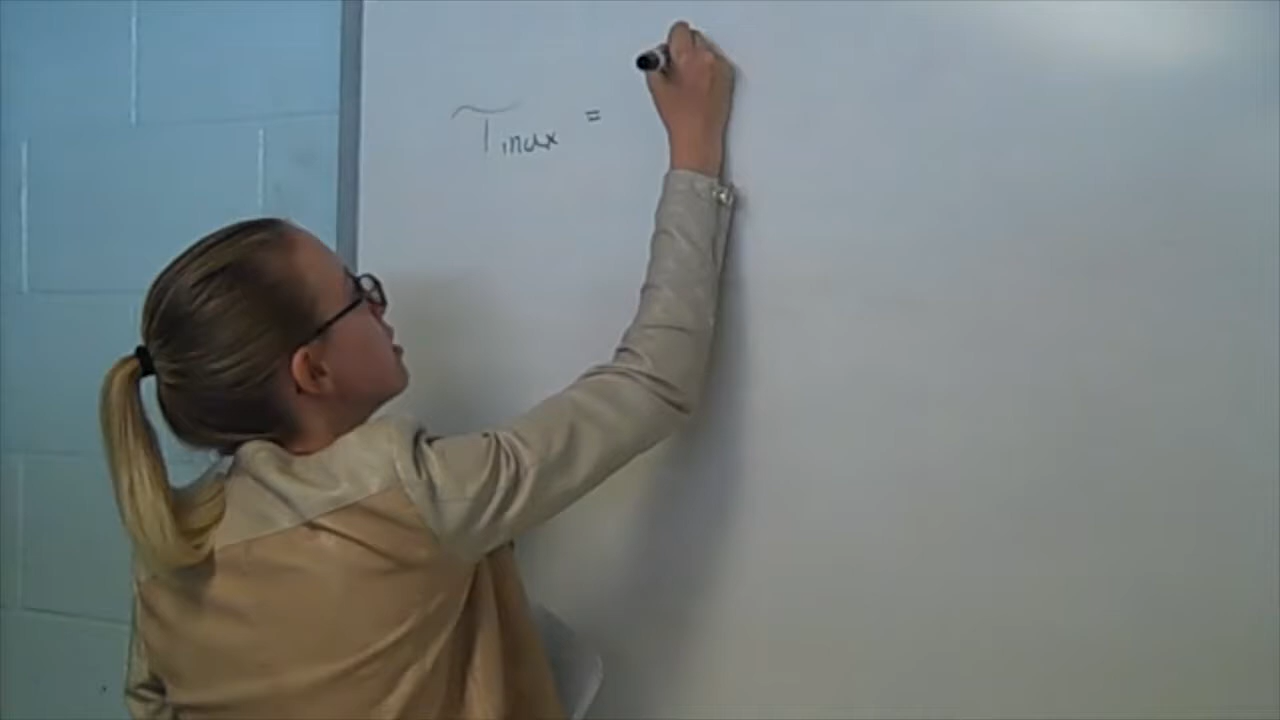 Tmax =